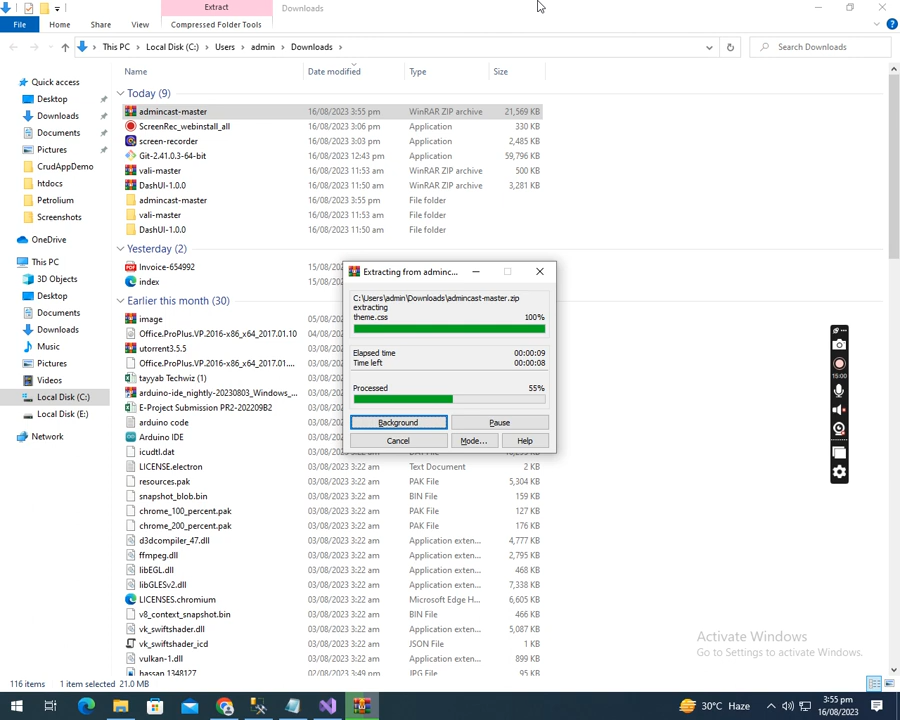 Extract
Downloads
File
Home
Share
View
Compressed Folder Tools
This PC
Local Disk (C:)
Users
admin
Downloads
Search Downloads
Name
Date modified
Type
Size
Quick access
Desktop
Downloads
Documents
Pictures
CrudAppDemo
htdocs
Petrolium
Screenshots
OneDrive
This PC
3D Objects
Desktop
Documents
Downloads
Music
Pictures
Videos
Local Disk (C:)
Local Disk (E:)
Network
Today (9)
admincast-master 16/08/2023 3:55 pm WinRAR ZIP archive 21,569 KB
ScreenRec_webinstall_all 16/08/2023 3:06 pm Application 330 KB
screen-recorder 16/08/2023 3:03 pm Application 2,485 KB
Git-2.41.0.3-64-bit 16/08/2023 12:43 pm Application 59,796 KB
vali-master 16/08/2023 11:53 am WinRAR ZIP archive 500 KB
DashUI-1.0.0 16/08/2023 11:50 am WinRAR ZIP archive 3,281 KB
admincast-master 16/08/2023 3:55 pm File folder
vali-master 16/08/2023 11:53 am File folder
DashUI-1.0.0 16/08/2023 11:50 am File folder
Yesterday (2)
Invoice-654992 15/08/202
index 15/08/202
Earlier this month (30)
image 05/08/202
Office.ProPlus.VP.2016-x86_x64_2017.01.10 04/08/202
utorrent3.5.5 03/08/202
Office.ProPlus.VP.2016-x86_x64_2017.01.... 03/08/202
tayyab Techwiz (1) 03/08/202
arduino-ide_nightly-20230803_Windows_... 03/08/202
E-Project Submission PR2-202209B2 03/08/202
arduino code 03/08/202
Arduino IDE 03/08/202
icudtl.dat 03/08/202
LICENSE.electron 03/08/2023 3:22 am Text Document 2 KB
resources.pak 03/08/2023 3:22 am PAK File 5,304 KB
snapshot_blob.bin 03/08/2023 3:22 am BIN File 159 KB
chrome_100_percent.pak 03/08/2023 3:22 am PAK File 127 KB
chrome_200_percent.pak 03/08/2023 3:22 am PAK File 176 KB
d3dcompiler_47.dll 03/08/2023 3:22 am Application exten... 4,777 KB
ffmpeg.dll 03/08/2023 3:22 am Application exten... 2,795 KB
libEGL.dll 03/08/2023 3:22 am Application exten... 468 KB
libGLESv2.dll 03/08/2023 3:22 am Application exten... 7,338 KB
LICENSES.chromium 03/08/2023 3:22 am Microsoft Edge H... 6,605 KB
v8_context_snapshot.bin 03/08/2023 3:22 am BIN File 466 KB
vk_swiftshader.dll 03/08/2023 3:22 am Application exten... 5,087 KB
vk_swiftshader_icd 03/08/2023 3:22 am JSON File 1 KB
vulkan-1.dll 03/08/2023 3:22 am Application exten... 899 KB
hassan 1348127 02/08/2023 3:49 pm JPG File 95 KB
Extracting from adminc...
C:\Users\admin\Downloads\admincast-master.zip
extracting
theme.css 100%
Elapsed time 00:00:09
Time left 00:00:08
Processed 55%
Background
Pause
Cancel
Mode...
Help
15:00
Activate Windows
Go to Settings to activate Windows.
116 items
1 item selected 21.0 MB
30°C Haze
3:55 pm
16/08/2023